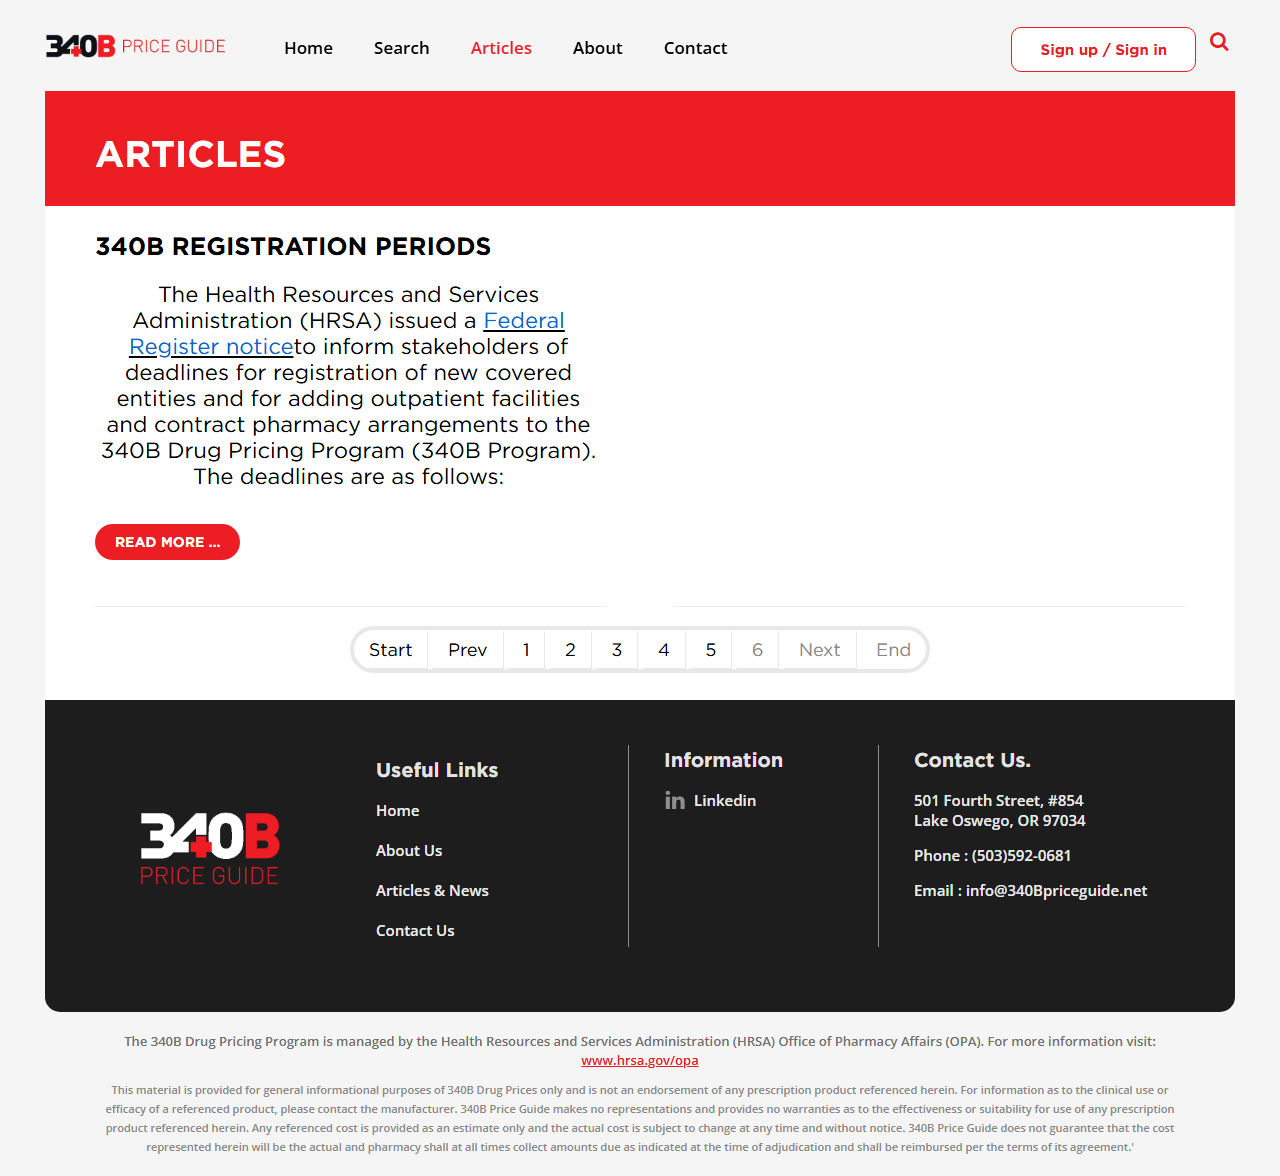 340B PRICE GUIDE
Home
Search
Articles
About
Contact
Sign up / Sign in
ARTICLES
340B REGISTRATION PERIODS
The Health Resources and Services
Administration (HRSA) issued a Federal
Register noticeto inform stakeholders of
deadlines for registration of new covered
entities and for adding outpatient facilities
and contract pharmacy arrangements to the
340B Drug Pricing Program (340B Program).
The deadlines are as follows:
READ MORE ...
Start
Prev
1
2
3
4
5
6
Next
End
340B
PRICE GUIDE
Useful Links
Home
About Us
Articles & News
Contact Us
Information
in Linkedin
Contact Us.
501 Fourth Street, #854
Lake Oswego, OR 97034
Phone : (503)592-0681
Email : info@340Bpriceguide.net
The 340B Drug Pricing Program is managed by the Health Resources and Services Administration (HRSA) Office of Pharmacy Affairs (OPA). For more information visit:
www.hrsa.gov/opa
This material is provided for general informational purposes of 340B Drug Prices only and is not an endorsement of any prescription product referenced herein. For information as to the clinical use or
efficacy of a referenced product, please contact the manufacturer. 340B Price Guide makes no representations and provides no warranties as to the effectiveness or suitability for use of any prescription
product referenced herein. Any referenced cost is provided as an estimate only and the actual cost is subject to change at any time and without notice. 340B Price Guide does not guarantee that the cost
represented herein will be the actual and pharmacy shall at all times collect amounts due as indicated at the time of adjudication and shall be reimbursed per the terms of its agreement.'